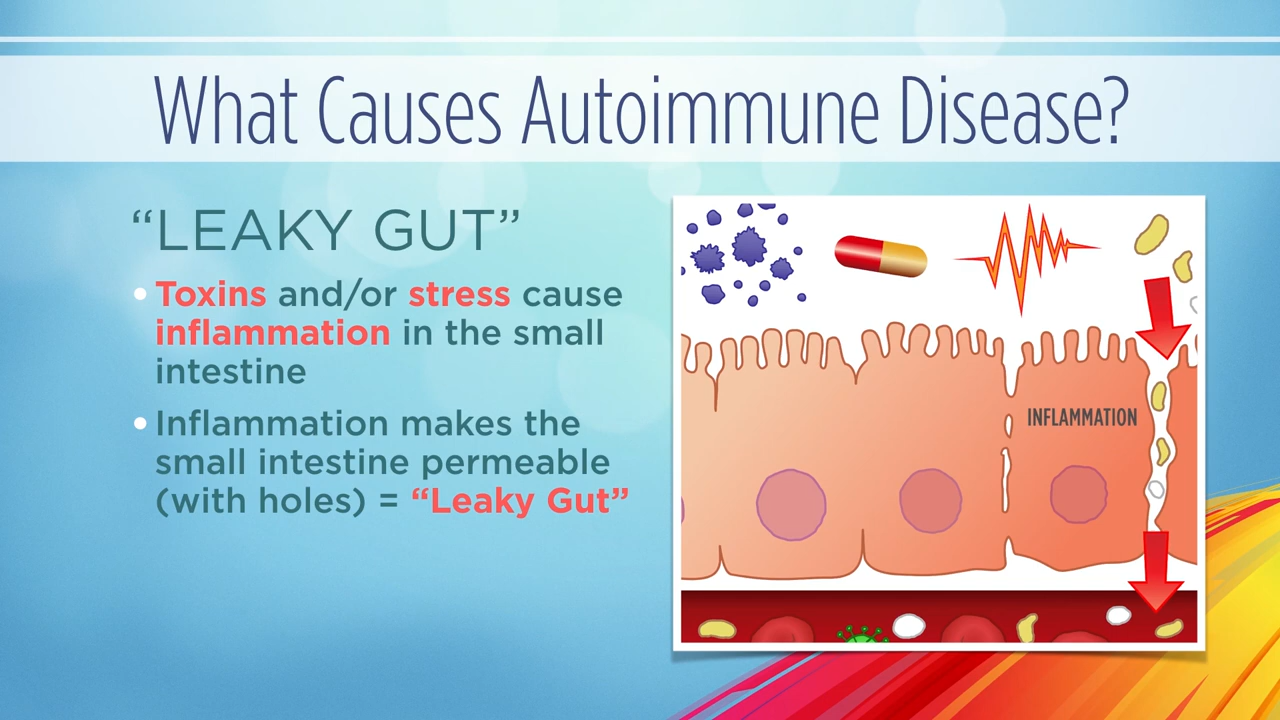 What Causes Autoimmune Disease?
“LEAKY GUT”
• Toxins and/or stress cause
inflammation in the small
intestine
• Inflammation makes the
small intestine permeable
(with holes) = “Leaky Gut”
INFLAMMATION